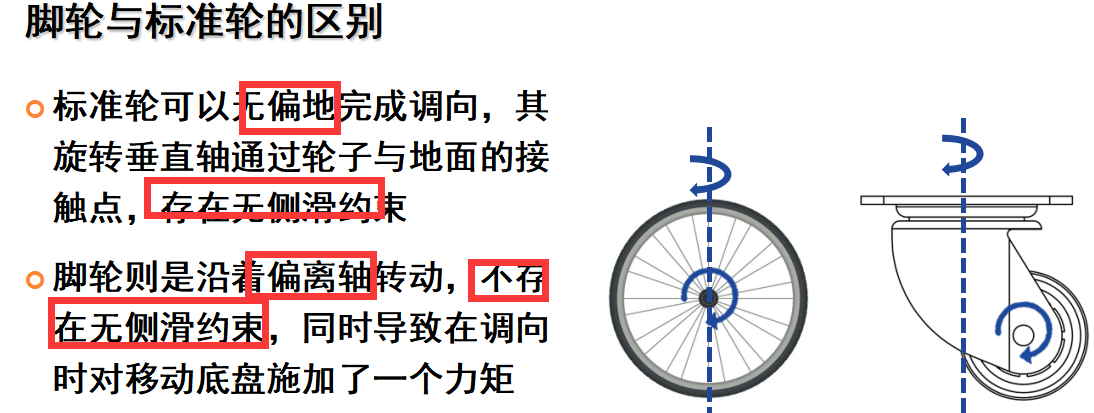 脚轮与标准轮的区别
标准轮可以无偏地完成调向，其
旋转垂直轴通过轮子与地面的接
触点，存在无侧滑约束
脚轮则是沿着偏离轴转动，不存
在无侧滑约束，同时导致在调向
时对移动底盘施加了一个力矩